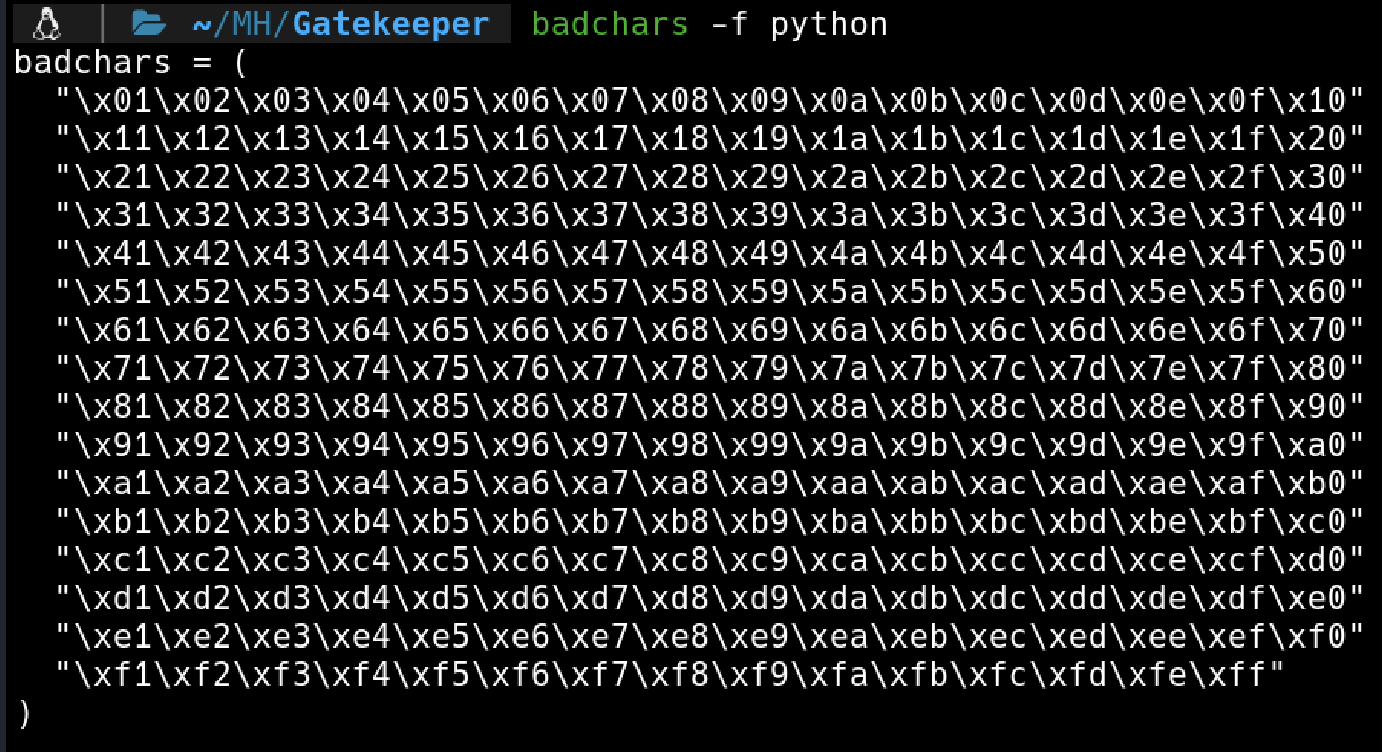 ~/MH/Gatekeeper badchars -f python
badchars = (
  "\x01\x02\x03\x04\x05\x06\x07\x08\x09\x0a\x0b\x0c\x0d\x0e\x0f\x10"
  "\x11\x12\x13\x14\x15\x16\x17\x18\x19\x1a\x1b\x1c\x1d\x1e\x1f\x20"
  "\x21\x22\x23\x24\x25\x26\x27\x28\x29\x2a\x2b\x2c\x2d\x2e\x2f\x30"
  "\x31\x32\x33\x34\x35\x36\x37\x38\x39\x3a\x3b\x3c\x3d\x3e\x3f\x40"
  "\x41\x42\x43\x44\x45\x46\x47\x48\x49\x4a\x4b\x4c\x4d\x4e\x4f\x50"
  "\x51\x52\x53\x54\x55\x56\x57\x58\x59\x5a\x5b\x5c\x5d\x5e\x5f\x60"
  "\x61\x62\x63\x64\x65\x66\x67\x68\x69\x6a\x6b\x6c\x6d\x6e\x6f\x70"
  "\x71\x72\x73\x74\x75\x76\x77\x78\x79\x7a\x7b\x7c\x7d\x7e\x7f\x80"
  "\x81\x82\x83\x84\x85\x86\x87\x88\x89\x8a\x8b\x8c\x8d\x8e\x8f\x90"
  "\x91\x92\x93\x94\x95\x96\x97\x98\x99\x9a\x9b\x9c\x9d\x9e\x9f\xa0"
  "\xa1\xa2\xa3\xa4\xa5\xa6\xa7\xa8\xa9\xaa\xab\xac\xad\xae\xaf\xb0"
  "\xb1\xb2\xb3\xb4\xb5\xb6\xb7\xb8\xb9\xba\xbb\xbc\xbd\xbe\xbf\xc0"
  "\xc1\xc2\xc3\xc4\xc5\xc6\xc7\xc8\xc9\xca\xcb\xcc\xcd\xce\xcf\xd0"
  "\xd1\xd2\xd3\xd4\xd5\xd6\xd7\xd8\xd9\xda\xdb\xdc\xdd\xde\xdf\xe0"
  "\xe1\xe2\xe3\xe4\xe5\xe6\xe7\xe8\xe9\xea\xeb\xec\xed\xee\xef\xf0"
  "\xf1\xf2\xf3\xf4\xf5\xf6\xf7\xf8\xf9\xfa\xfb\xfc\xfd\xfe\xff"
)